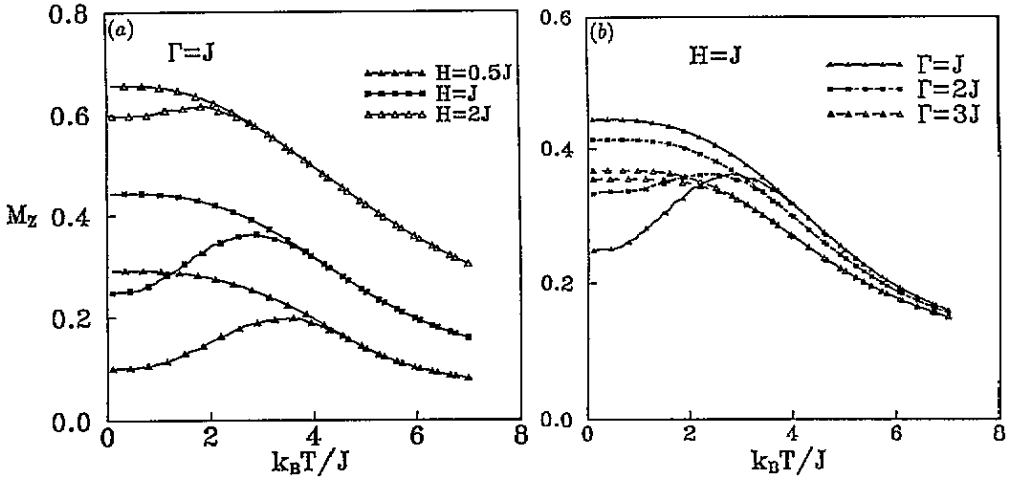 (a)
Γ=J
H=0.5J
H=J
H=2J
0.8
0.6
0.4
0.2
0.0
M_Z
0 2 4 6 8
k_BT/J
(b)
H=J
Γ=J
Γ=2J
Γ=3J
0.6
0.4
0.2
0.0
0 2 4 6 8
k_BT/J